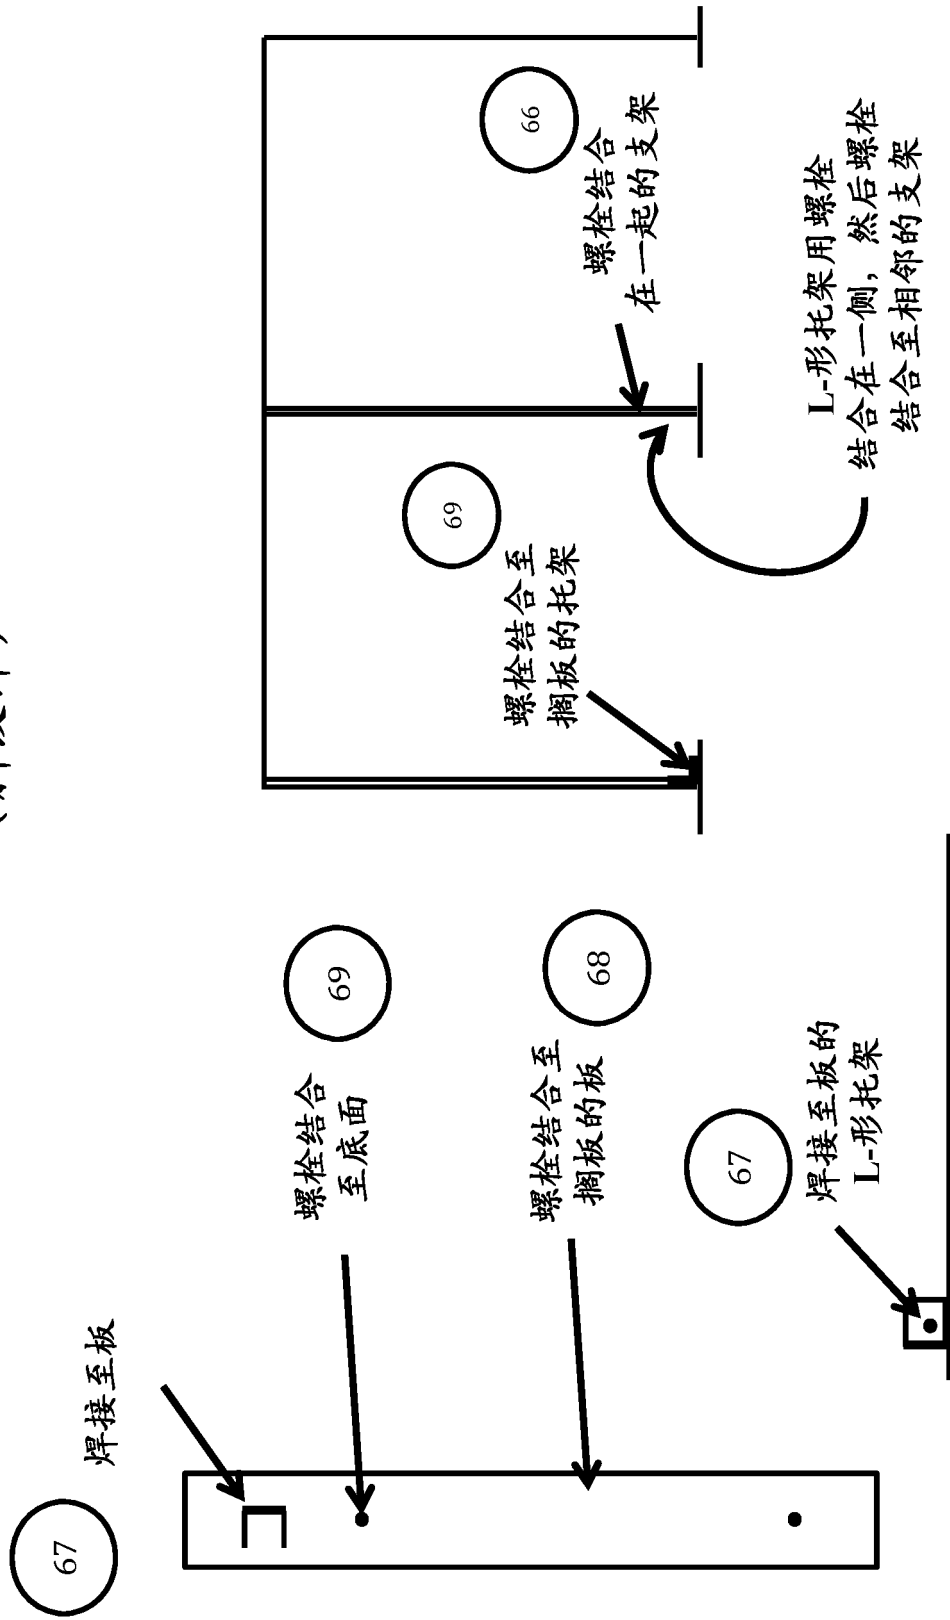 67
焊接至板
69
螺栓结合
至底面
68
螺栓结合至
搁板的板
67
焊接至板的
L-形托架
69
螺栓结合至
搁板的托架
66
螺栓结合
在一起的支架
L-形托架用螺栓
结合在一侧，然后螺栓
结合至相邻的支架